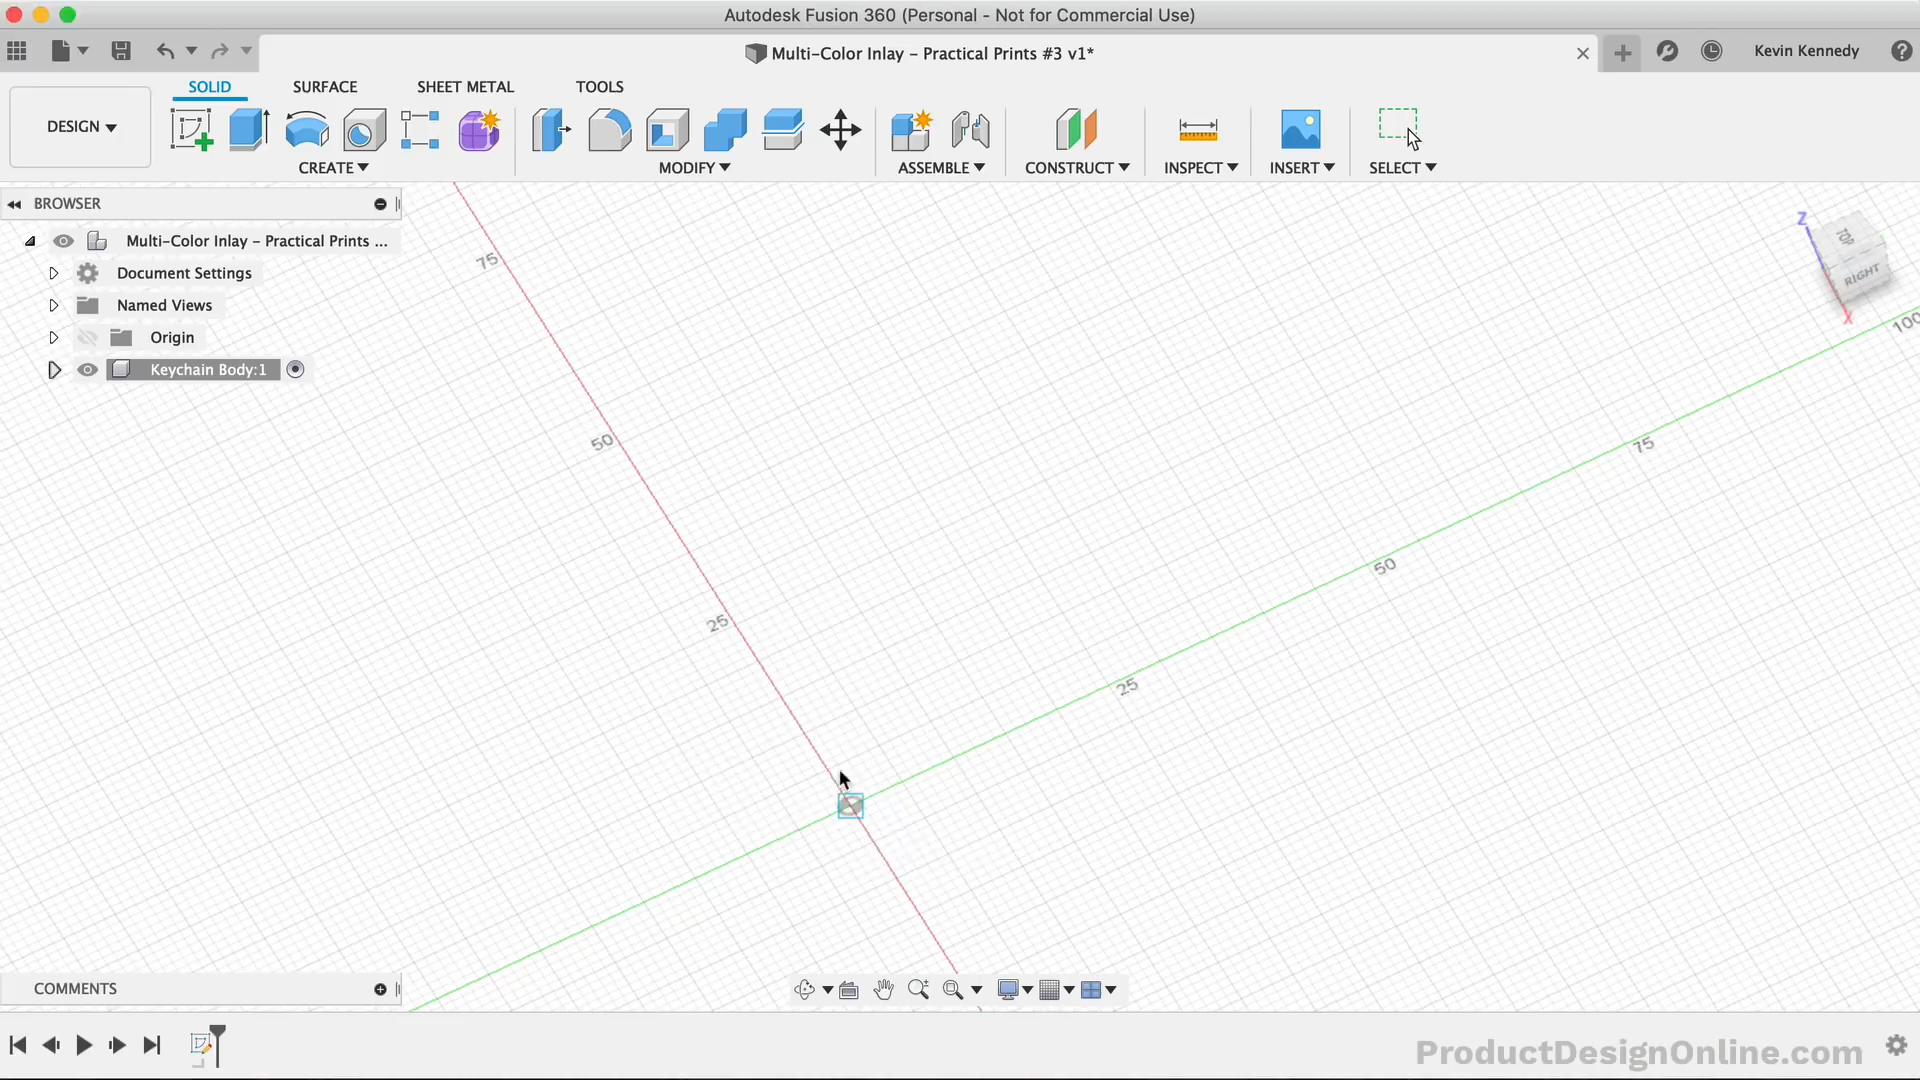 Autodesk Fusion 360 (Personal - Not for Commercial Use)
Multi-Color Inlay – Practical Prints #3 v1*
Kevin Kennedy
SOLID SURFACE SHEET METAL TOOLS
DESIGN
CREATE MODIFY ASSEMBLE CONSTRUCT INSPECT INSERT SELECT
BROWSER
Multi-Color Inlay – Practical Prints ...
Document Settings
Named Views
Origin
Keychain Body:1
75
50
25
25
50
75
100
Z
TOP
RIGHT
X
COMMENTS
ProductDesignOnline.com